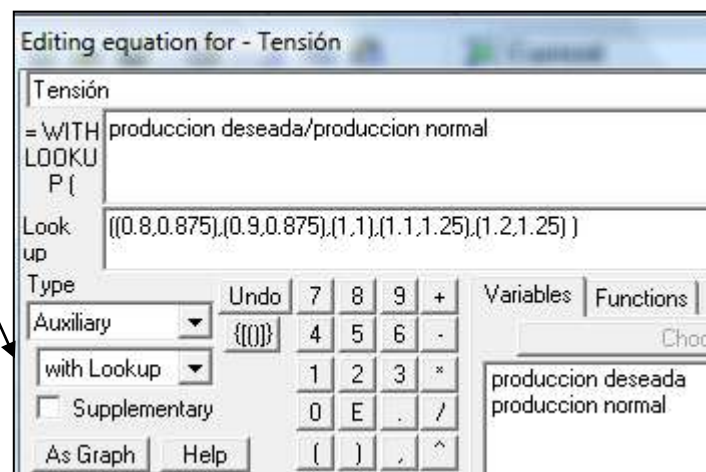 Editing equation for - Tensión
Tensión
= WITH LOOKU P (
produccion deseada/produccion normal
Look up
((0.8,0.875),(0.9,0.875),(1,1),(1.1,1.25),(1.2,1.25) )
Type
Undo 7 8 9 +
Variables Functions
Auxiliary
{[()]} 4 5 6 -
Choo
with Lookup
1 2 3 *
produccion deseada
Supplementary
0 E . /
produccion normal
As Graph Help
( ) , ^